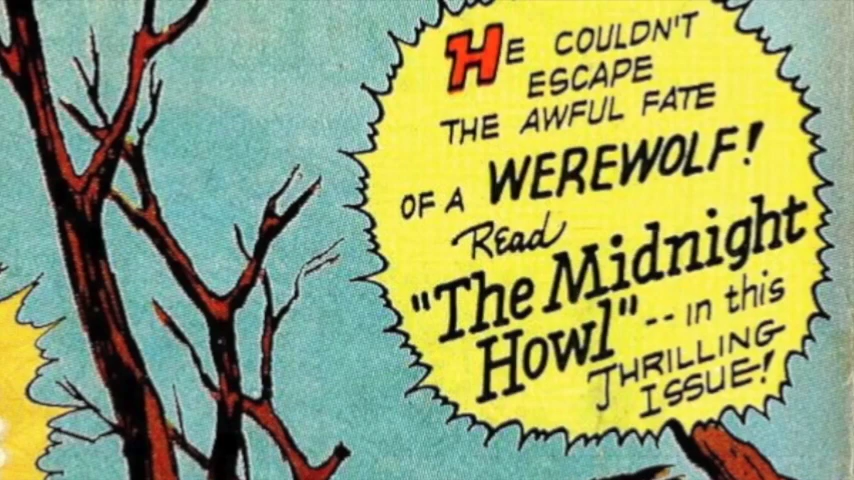 HE COULDN'T
ESCAPE
THE AWFUL FATE
OF A WEREWOLF!
Read
"The Midnight
Howl" -- in this
THRILLING
ISSUE!